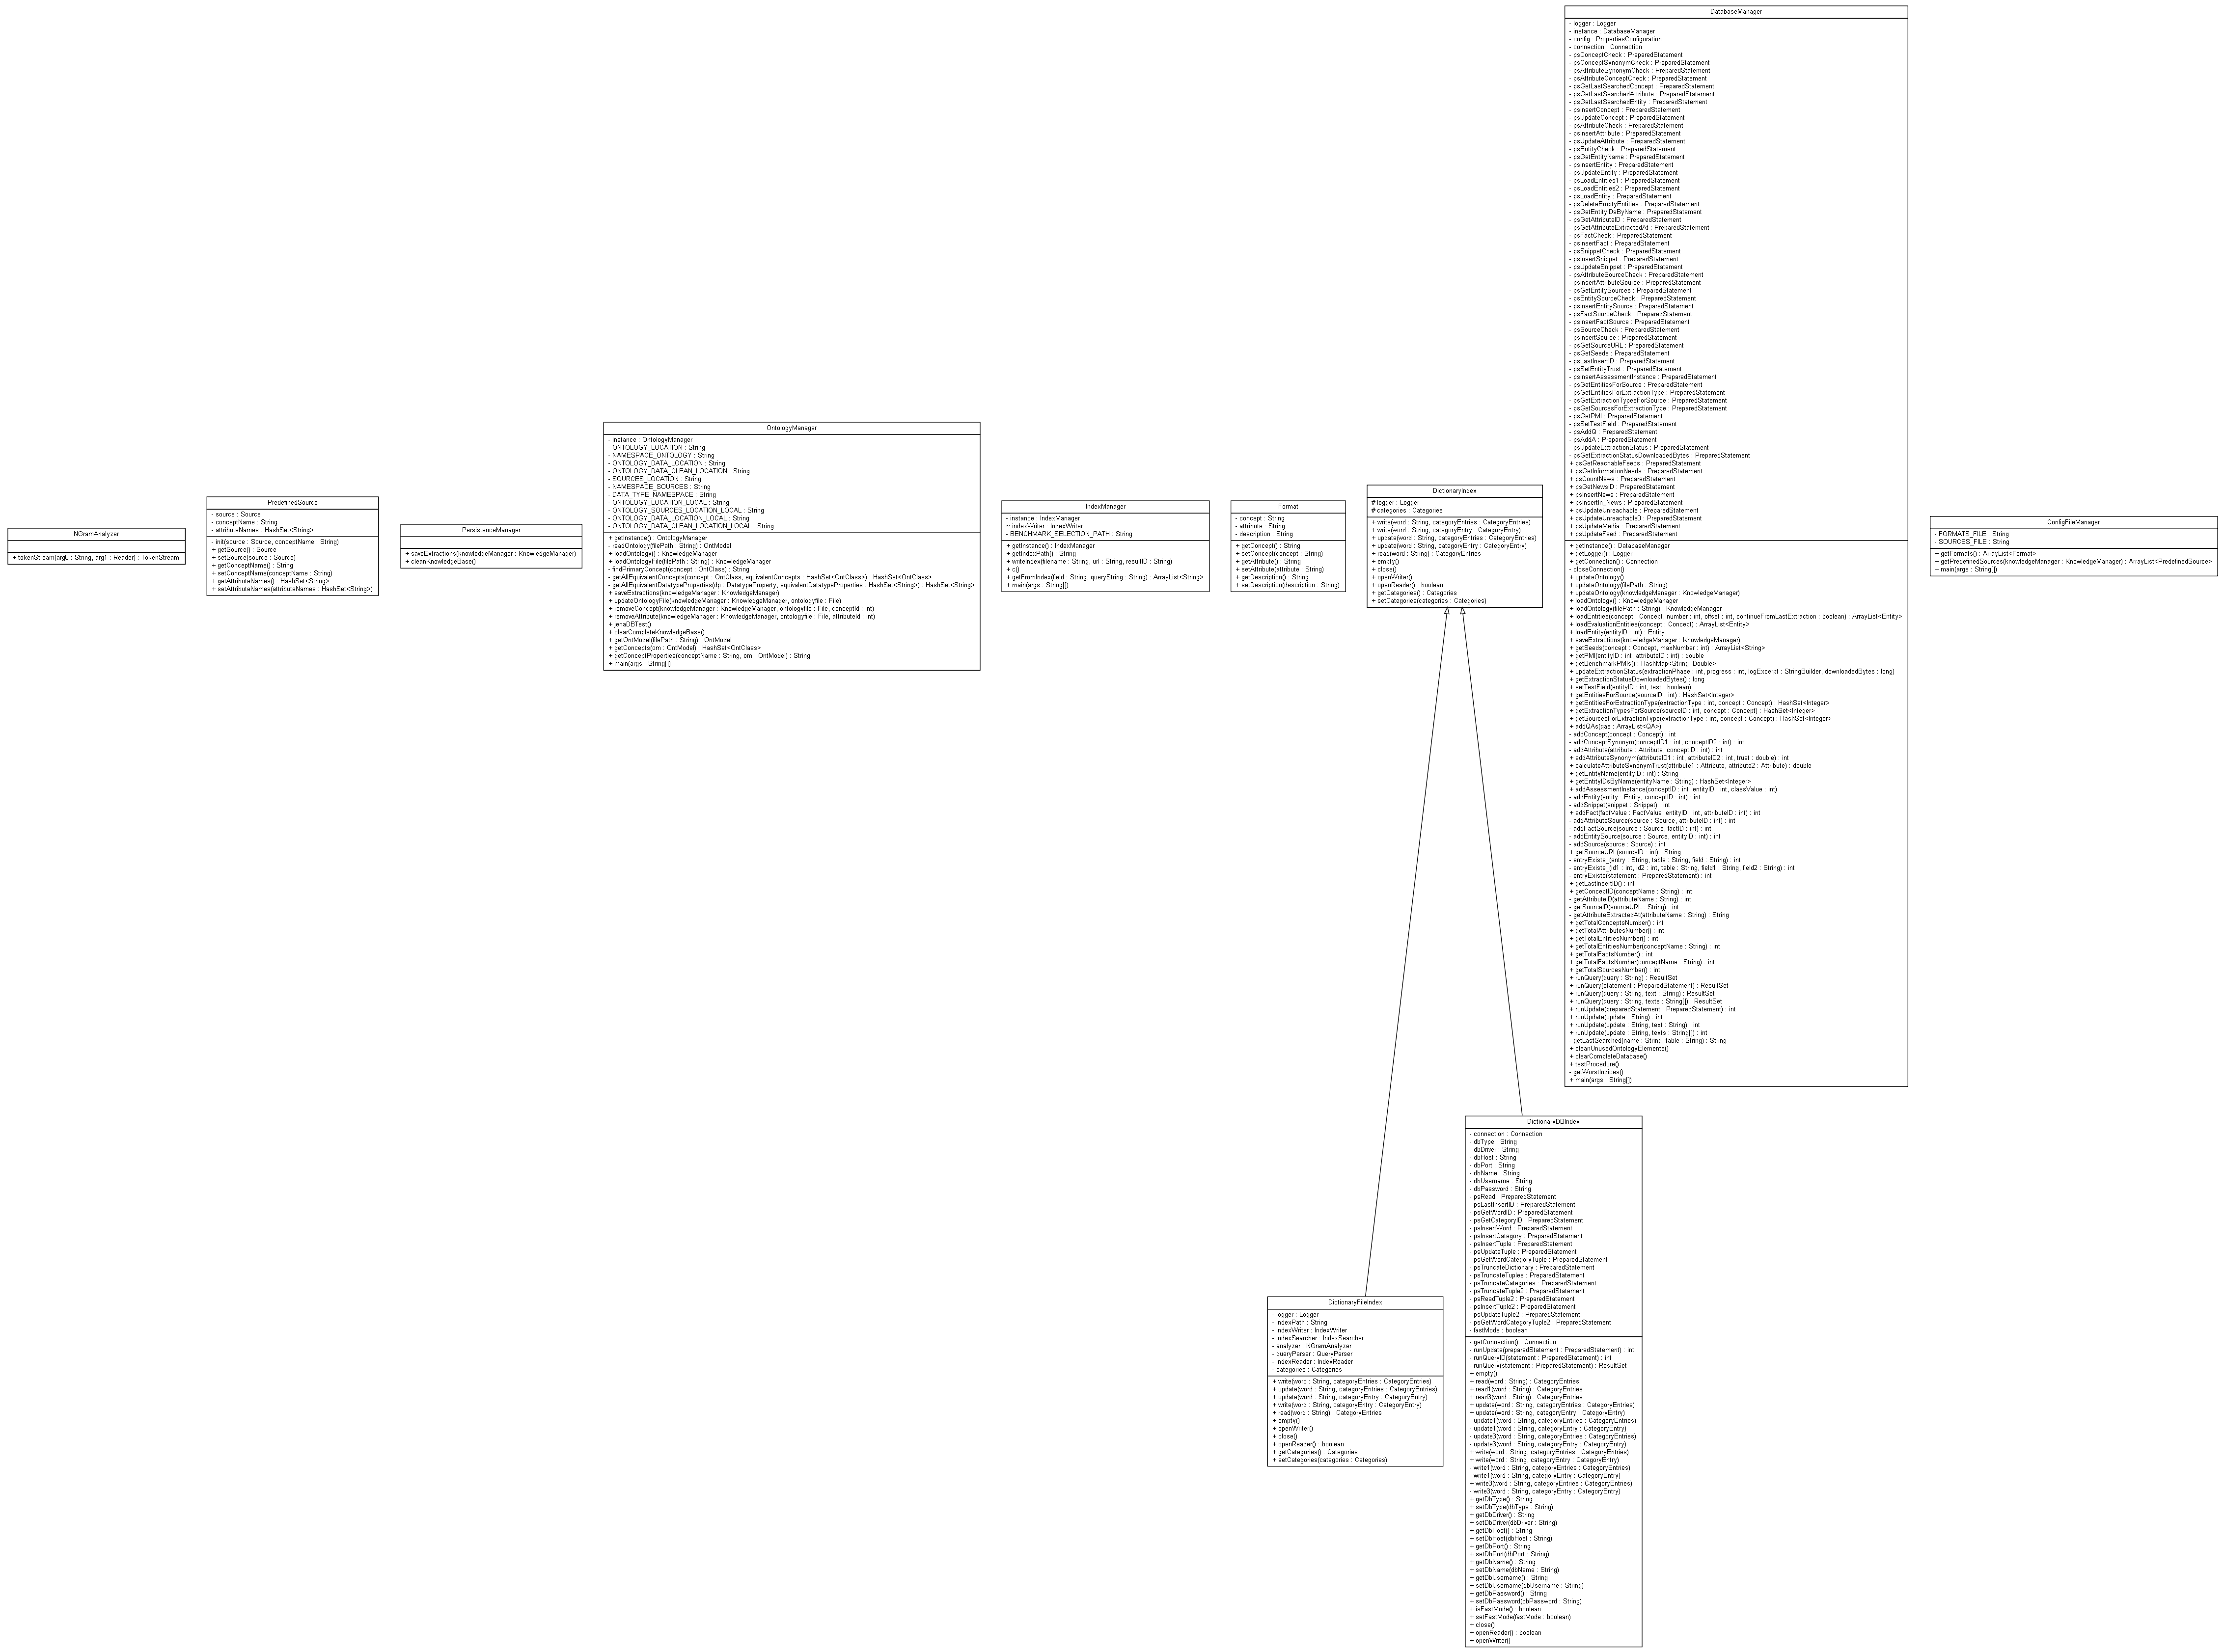 NGramAnalyzer
+ tokenStream(arg0 : String, arg1 : Reader) : TokenStream
PredefinedSource
- source : Source
- conceptName : String
- attributeNames : HashSet<String>
- init(source : Source, conceptName : String)
+ getSource() : Source
+ setSource(source : Source)
+ getConceptName() : String
+ setConceptName(conceptName : String)
+ getAttributeNames() : HashSet<String>
+ setAttributeNames(attributeNames : HashSet<String>)
PersistenceManager
+ saveExtractions(knowledgeManager : KnowledgeManager)
+ cleanKnowledgeBase()
OntologyManager
- instance : OntologyManager
- ONTOLOGY_LOCATION : String
- NAMESPACE_ONTOLOGY : String
- ONTOLOGY_DATA_LOCATION : String
- ONTOLOGY_DATA_CLEAN_LOCATION : String
- SOURCES_LOCATION : String
- NAMESPACE_SOURCES : String
- DATA_TYPE_NAMESPACE : String
- ONTOLOGY_LOCATION_LOCAL : String
- ONTOLOGY_SOURCES_LOCATION_LOCAL : String
- ONTOLOGY_DATA_LOCATION_LOCAL : String
- ONTOLOGY_DATA_CLEAN_LOCATION_LOCAL : String
+ getInstance() : OntologyManager
- readOntology(filePath : String) : OntModel
+ loadOntology() : KnowledgeManager
+ loadOntologyFile(filePath : String) : KnowledgeManager
- findPrimaryConcept(concept : OntClass) : String
- getAllEquivalentConcepts(concept : OntClass, equivalentConcepts : HashSet<OntClass>) : HashSet<OntClass>
- getAllEquivalentDatatypeProperties(dp : DatatypeProperty, equivalentDatatypeProperties : HashSet<String>) : HashSet<String>
+ saveExtractions(knowledgeManager : KnowledgeManager)
+ updateOntologyFile(knowledgeManager : KnowledgeManager, ontologyfile : File)
+ removeConcept(knowledgeManager : KnowledgeManager, ontologyfile : File, conceptId : int)
+ removeAttribute(knowledgeManager : KnowledgeManager, ontologyfile : File, attributeId : int)
+ jenaDBTest()
+ clearCompleteKnowledgeBase()
+ getOntModel(filePath : String) : OntModel
+ getConcepts(om : OntModel) : HashSet<OntClass>
+ getConceptProperties(conceptName : String, om : OntModel) : String
+ main(args : String[])
IndexManager
- instance : IndexManager
~ indexWriter : IndexWriter
- BENCHMARK_SELECTION_PATH : String
+ getInstance() : IndexManager
+ getIndexPath() : String
+ writeIndex(filename : String, url : String, resultID : String)
+ c()
+ getFromIndex(field : String, queryString : String) : ArrayList<String>
+ main(args : String[])
Format
- concept : String
- attribute : String
- description : String
+ getConcept() : String
+ setConcept(concept : String)
+ getAttribute() : String
+ setAttribute(attribute : String)
+ getDescription() : String
+ setDescription(description : String)
DictionaryIndex
# logger : Logger
# categories : Categories
+ write(word : String, categoryEntries : CategoryEntries)
+ write(word : String, categoryEntry : CategoryEntry)
+ update(word : String, categoryEntries : CategoryEntries)
+ update(word : String, categoryEntry : CategoryEntry)
+ read(word : String) : CategoryEntries
+ empty()
+ close()
+ openWriter()
+ openReader() : boolean
+ getCategories() : Categories
+ setCategories(categories : Categories)
DatabaseManager
- logger : Logger
- instance : DatabaseManager
- config : PropertiesConfiguration
- connection : Connection
- psConceptCheck : PreparedStatement
- psConceptSynonymCheck : PreparedStatement
- psAttributeSynonymCheck : PreparedStatement
- psAttributeConceptCheck : PreparedStatement
- psGetLastSearchedConcept : PreparedStatement
- psGetLastSearchedAttribute : PreparedStatement
- psGetLastSearchedEntity : PreparedStatement
- psInsertConcept : PreparedStatement
- psUpdateConcept : PreparedStatement
- psAttributeCheck : PreparedStatement
- psInsertAttribute : PreparedStatement
- psUpdateAttribute : PreparedStatement
- psEntityCheck : PreparedStatement
- psGetEntityName : PreparedStatement
- psInsertEntity : PreparedStatement
- psUpdateEntity : PreparedStatement
- psLoadEntities1 : PreparedStatement
- psLoadEntities2 : PreparedStatement
- psLoadEntity : PreparedStatement
- psDeleteEmptyEntities : PreparedStatement
- psGetEntityIDsByName : PreparedStatement
- psGetAttributeID : PreparedStatement
- psGetAttributeExtractedAt : PreparedStatement
- psFactCheck : PreparedStatement
- psInsertFact : PreparedStatement
- psSnippetCheck : PreparedStatement
- psInsertSnippet : PreparedStatement
- psUpdateSnippet : PreparedStatement
- psAttributeSourceCheck : PreparedStatement
- psInsertAttributeSource : PreparedStatement
- psGetEntitySources : PreparedStatement
- psEntitySourceCheck : PreparedStatement
- psInsertEntitySource : PreparedStatement
- psFactSourceCheck : PreparedStatement
- psInsertFactSource : PreparedStatement
- psSourceCheck : PreparedStatement
- psInsertSource : PreparedStatement
- psGetSourceURL : PreparedStatement
- psGetSeeds : PreparedStatement
- psLastInsertID : PreparedStatement
- psSetEntityTrust : PreparedStatement
- psInsertAssessmentInstance : PreparedStatement
- psGetEntitiesForSource : PreparedStatement
- psGetEntitiesForExtractionType : PreparedStatement
- psGetExtractionTypesForSource : PreparedStatement
- psGetSourcesForExtractionType : PreparedStatement
- psGetPMI : PreparedStatement
- psSetTestField : PreparedStatement
- psAddQ : PreparedStatement
- psAddA : PreparedStatement
- psUpdateExtractionStatus : PreparedStatement
- psGetExtractionStatusDownloadedBytes : PreparedStatement
+ psGetReachableFeeds : PreparedStatement
+ psGetInformationNeeds : PreparedStatement
+ psCountNews : PreparedStatement
+ psGetNewsID : PreparedStatement
+ psInsertNews : PreparedStatement
+ psInsertIn_News : PreparedStatement
+ psUpdateUnreachable : PreparedStatement
+ psUpdateUnreachable0 : PreparedStatement
+ psUpdateMedia : PreparedStatement
+ psUpdateFeed : PreparedStatement
+ getInstance() : DatabaseManager
+ getLogger() : Logger
+ getConnection() : Connection
- closeConnection()
+ updateOntology()
+ updateOntology(filePath : String)
+ updateOntology(knowledgeManager : KnowledgeManager)
+ loadOntology() : KnowledgeManager
+ loadOntology(filePath : String) : KnowledgeManager
+ loadEntities(concept : Concept, number : int, offset : int, continueFromLastExtraction : boolean) : ArrayList<Entity>
+ loadEvaluationEntities(concept : Concept) : ArrayList<Entity>
+ loadEntity(entityID : int) : Entity
+ saveExtractions(knowledgeManager : KnowledgeManager)
+ getSeeds(concept : Concept, maxNumber : int) : ArrayList<String>
+ getPMI(entityID : int, attributeID : int) : double
+ getBenchmarkPMIs() : HashMap<String, Double>
+ updateExtractionStatus(extractionPhase : int, progress : int, logExcerpt : StringBuilder, downloadedBytes : long)
+ getExtractionStatusDownloadedBytes() : long
+ setTestField(entityID : int, test : boolean)
+ getEntitiesForSource(sourceID : int) : HashSet<Integer>
+ getEntitiesForExtractionType(extractionType : int, concept : Concept) : HashSet<Integer>
+ getExtractionTypesForSource(sourceID : int, concept : Concept) : HashSet<Integer>
+ getSourcesForExtractionType(extractionType : int, concept : Concept) : HashSet<Integer>
+ addQAs(qas : ArrayList<QA>)
- addConcept(concept : Concept) : int
- addConceptSynonym(conceptID1 : int, conceptID2 : int) : int
- addAttribute(attribute : Attribute, conceptID : int) : int
+ addAttributeSynonym(attributeID1 : int, attributeID2 : int, trust : double) : int
+ calculateAttributeSynonymTrust(attribute1 : Attribute, attribute2 : Attribute) : double
+ getEntityName(entityID : int) : String
+ getEntityIDsByName(entityName : String) : HashSet<Integer>
+ addAssessmentInstance(conceptID : int, entityID : int, classValue : int)
- addEntity(entity : Entity, conceptID : int) : int
- addSnippet(snippet : Snippet) : int
+ addFact(factValue : FactValue, entityID : int, attributeID : int) : int
- addAttributeSource(source : Source, attributeID : int) : int
- addFactSource(source : Source, factID : int) : int
- addEntitySource(source : Source, entityID : int) : int
- addSource(source : Source) : int
+ getSourceURL(sourceID : int) : String
- entryExists_(entry : String, table : String, field : String) : int
- entryExists_(id1 : int, id2 : int, table : String, field1 : String, field2 : String) : int
- entryExists(statement : PreparedStatement) : int
+ getLastInsertID() : int
+ getConceptID(conceptName : String) : int
- getAttributeID(attributeName : String) : int
- getSourceID(sourceURL : String) : int
- getAttributeExtractedAt(attributeName : String) : String
+ getTotalConceptsNumber() : int
+ getTotalAttributesNumber() : int
+ getTotalEntitiesNumber() : int
+ getTotalEntitiesNumber(conceptName : String) : int
+ getTotalFactsNumber() : int
+ getTotalFactsNumber(conceptName : String) : int
+ getTotalSourcesNumber() : int
+ runQuery(query : String) : ResultSet
+ runQuery(statement : PreparedStatement) : ResultSet
+ runQuery(query : String, text : String) : ResultSet
+ runQuery(query : String, texts : String[]) : ResultSet
+ runUpdate(preparedStatement : PreparedStatement) : int
+ runUpdate(update : String) : int
+ runUpdate(update : String, text : String) : int
+ runUpdate(update : String, texts : String[]) : int
- getLastSearched(name : String, table : String) : String
+ cleanUnusedOntologyElements()
+ clearCompleteDatabase()
+ testProcedure()
- getWorstIndices()
+ main(args : String[])
ConfigFileManager
- FORMATS_FILE : String
- SOURCES_FILE : String
+ getFormats() : ArrayList<Format>
+ getPredefinedSources(knowledgeManager : KnowledgeManager) : ArrayList<PredefinedSource>
+ main(args : String[])
DictionaryFileIndex
- logger : Logger
- indexPath : String
- indexWriter : IndexWriter
- indexSearcher : IndexSearcher
- analyzer : NGramAnalyzer
- queryParser : QueryParser
- indexReader : IndexReader
- categories : Categories
+ write(word : String, categoryEntries : CategoryEntries)
+ update(word : String, categoryEntries : CategoryEntries)
+ update(word : String, categoryEntry : CategoryEntry)
+ write(word : String, categoryEntry : CategoryEntry)
+ read(word : String) : CategoryEntries
+ empty()
+ openWriter()
+ close()
+ openReader() : boolean
+ getCategories() : Categories
+ setCategories(categories : Categories)
DictionaryDBIndex
- connection : Connection
- dbType : String
- dbDriver : String
- dbHost : String
- dbPort : String
- dbName : String
- dbUsername : String
- dbPassword : String
- psRead : PreparedStatement
- psLastInsertID : PreparedStatement
- psGetWordID : PreparedStatement
- psGetCategoryID : PreparedStatement
- psInsertWord : PreparedStatement
- psInsertCategory : PreparedStatement
- psInsertTuple : PreparedStatement
- psUpdateTuple : PreparedStatement
- psGetWordCategoryTuple : PreparedStatement
- psTruncateDictionary : PreparedStatement
- psTruncateTuples : PreparedStatement
- psTruncateCategories : PreparedStatement
- psTruncateTuple2 : PreparedStatement
- psReadTuple2 : PreparedStatement
- psInsertTuple2 : PreparedStatement
- psUpdateTuple2 : PreparedStatement
- psGetWordCategoryTuple2 : PreparedStatement
- fastMode : boolean
- getConnection() : Connection
- runUpdate(preparedStatement : PreparedStatement) : int
- runQueryID(statement : PreparedStatement) : int
- runQuery(statement : PreparedStatement) : ResultSet
+ empty()
+ read(word : String) : CategoryEntries
+ read1(word : String) : CategoryEntries
+ read3(word : String) : CategoryEntries
+ update(word : String, categoryEntries : CategoryEntries)
+ update(word : String, categoryEntry : CategoryEntry)
- update1(word : String, categoryEntries : CategoryEntries)
- update1(word : String, categoryEntry : CategoryEntry)
- update3(word : String, categoryEntries : CategoryEntries)
- update3(word : String, categoryEntry : CategoryEntry)
+ write(word : String, categoryEntries : CategoryEntries)
+ write(word : String, categoryEntry : CategoryEntry)
- write1(word : String, categoryEntries : CategoryEntries)
- write1(word : String, categoryEntry : CategoryEntry)
+ write3(word : String, categoryEntries : CategoryEntries)
- write3(word : String, categoryEntry : CategoryEntry)
+ getDbType() : String
+ setDbType(dbType : String)
+ getDbDriver() : String
+ setDbDriver(dbDriver : String)
+ getDbHost() : String
+ setDbHost(dbHost : String)
+ getDbPort() : String
+ setDbPort(dbPort : String)
+ getDbName() : String
+ setDbName(dbName : String)
+ getDbUsername() : String
+ setDbUsername(dbUsername : String)
+ getDbPassword() : String
+ setDbPassword(dbPassword : String)
+ isFastMode() : boolean
+ setFastMode(fastMode : boolean)
+ close()
+ openReader() : boolean
+ openWriter()